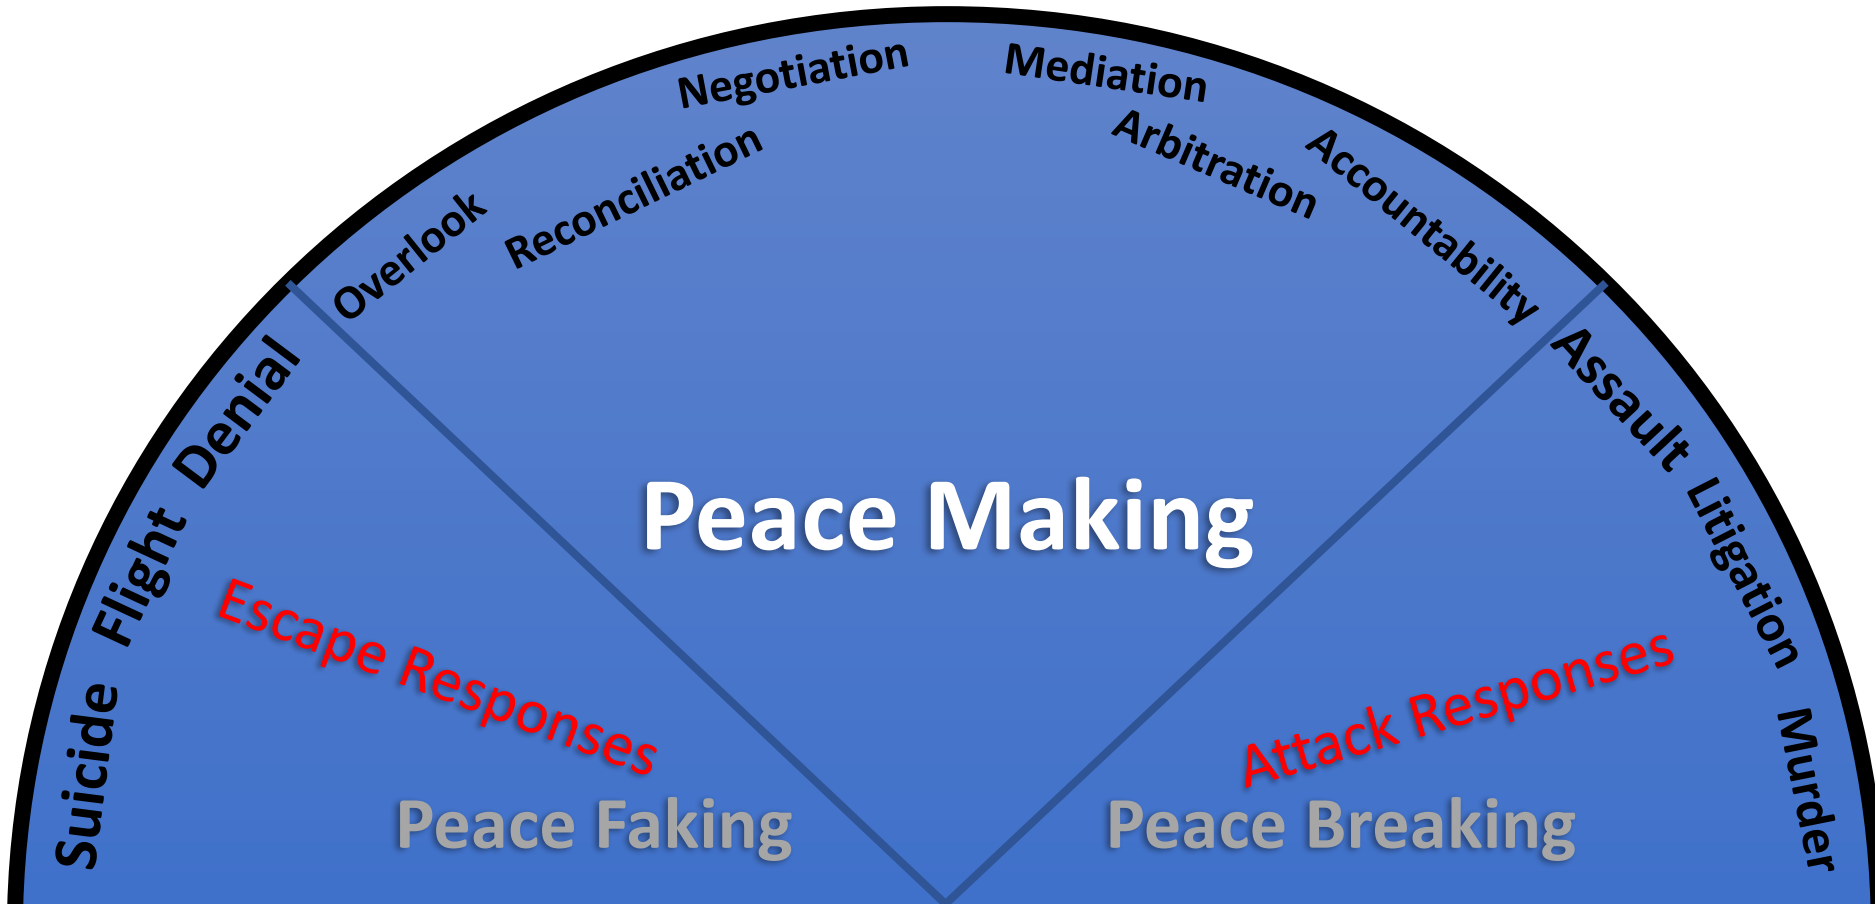 Negotiation
Mediation
Reconciliation
Arbitration
Accountability
Overlook
Denial
Assault
Flight
Litigation
Peace Making
Escape Responses
Attack Responses
Suicide
Murder
Peace Faking
Peace Breaking